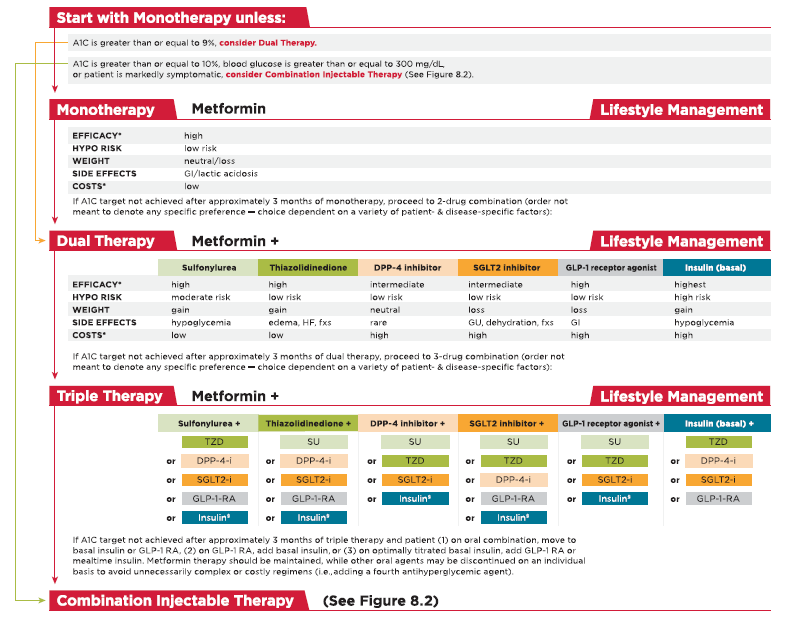 Start with Monotherapy unless:
A1C is greater than or equal to 9%, consider Dual Therapy.
A1C is greater than or equal to 10%, blood glucose is greater than or equal to 300 mg/dL,
or patient is markedly symptomatic, consider Combination Injectable Therapy (See Figure 8.2).
Monotherapy Metformin Lifestyle Management
EFFICACY* high
HYPO RISK low risk
WEIGHT neutral/loss
SIDE EFFECTS GI/lactic acidosis
COSTS* low
If A1C target not achieved after approximately 3 months of monotherapy, proceed to 2-drug combination (order not
meant to denote any specific preference — choice dependent on a variety of patient- & disease-specific factors):
Dual Therapy Metformin + Lifestyle Management
Sulfonylurea Thiazolidinedione DPP-4 inhibitor SGLT2 inhibitor GLP-1 receptor agonist Insulin (basal)
EFFICACY* high high intermediate intermediate high highest
HYPO RISK moderate risk low risk low risk low risk low risk high risk
WEIGHT gain gain neutral loss loss gain
SIDE EFFECTS hypoglycemia edema, HF, fxs rare GU, dehydration, fxs GI hypoglycemia
COSTS* low low high high high high
If A1C target not achieved after approximately 3 months of dual therapy, proceed to 3-drug combination (order not
meant to denote any specific preference — choice dependent on a variety of patient- & disease-specific factors):
Triple Therapy Metformin + Lifestyle Management
Sulfonylurea + Thiazolidinedione + DPP-4 inhibitor + SGLT2 inhibitor + GLP-1 receptor agonist + Insulin (basal) +
TZD SU SU SU SU TZD
or DPP-4-i or DPP-4-i or TZD or TZD or TZD or DPP-4-i
or SGLT2-i or SGLT2-i or SGLT2-i or DPP-4-i or SGLT2-i or SGLT2-i
or GLP-1-RA or GLP-1-RA or Insulin§ or GLP-1-RA or Insulin§ or GLP-1-RA
or Insulin§ or Insulin§ or Insulin§
If A1C target not achieved after approximately 3 months of triple therapy and patient (1) on oral combination, move to
basal insulin or GLP-1 RA, (2) on GLP-1 RA, add basal insulin, or (3) on optimally titrated basal insulin, add GLP-1 RA or
mealtime insulin. Metformin therapy should be maintained, while other oral agents may be discontinued on an individual
basis to avoid unnecessarily complex or costly regimens (i.e., adding a fourth antihyperglycemic agent).
Combination Injectable Therapy (See Figure 8.2)